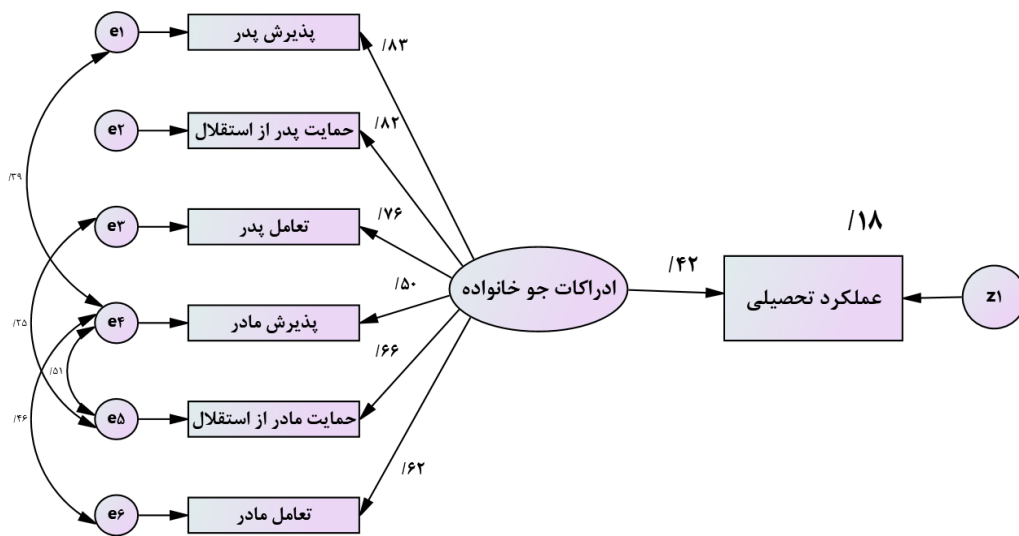 e۱
پذیرش پدر
/۸۳
e۲
حمایت پدر از استقلال
/۸۲
/۳۹
e۳
تعامل پدر
/۷۶
/۱۸
ادراکات جو خانواده
/۴۲
عملکرد تحصیلی
z۱
/۵۰
e۴
پذیرش مادر
/۲۵
/۵۱
/۶۶
e۵
حمایت مادر از استقلال
/۴۶
/۶۲
e۶
تعامل مادر